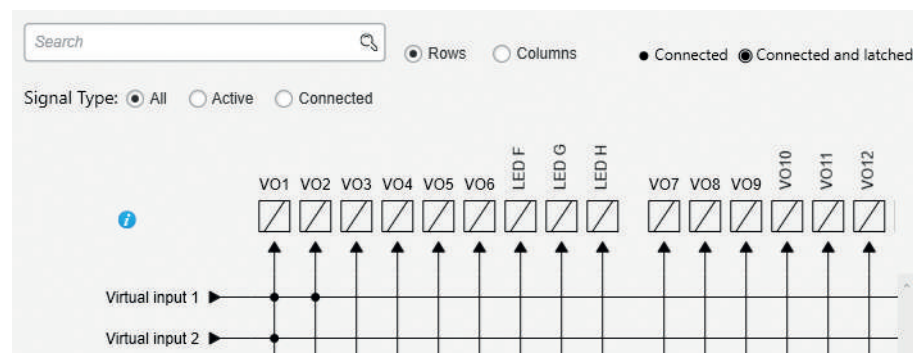 Search
Rows Columns Connected Connected and latched
Signal Type: All Active Connected
VO1 VO2 VO3 VO4 VO5 VO6 LED F LED G LED H VO7 VO8 VO9 VO10 VO11 VO12
i
Virtual input 1
Virtual input 2